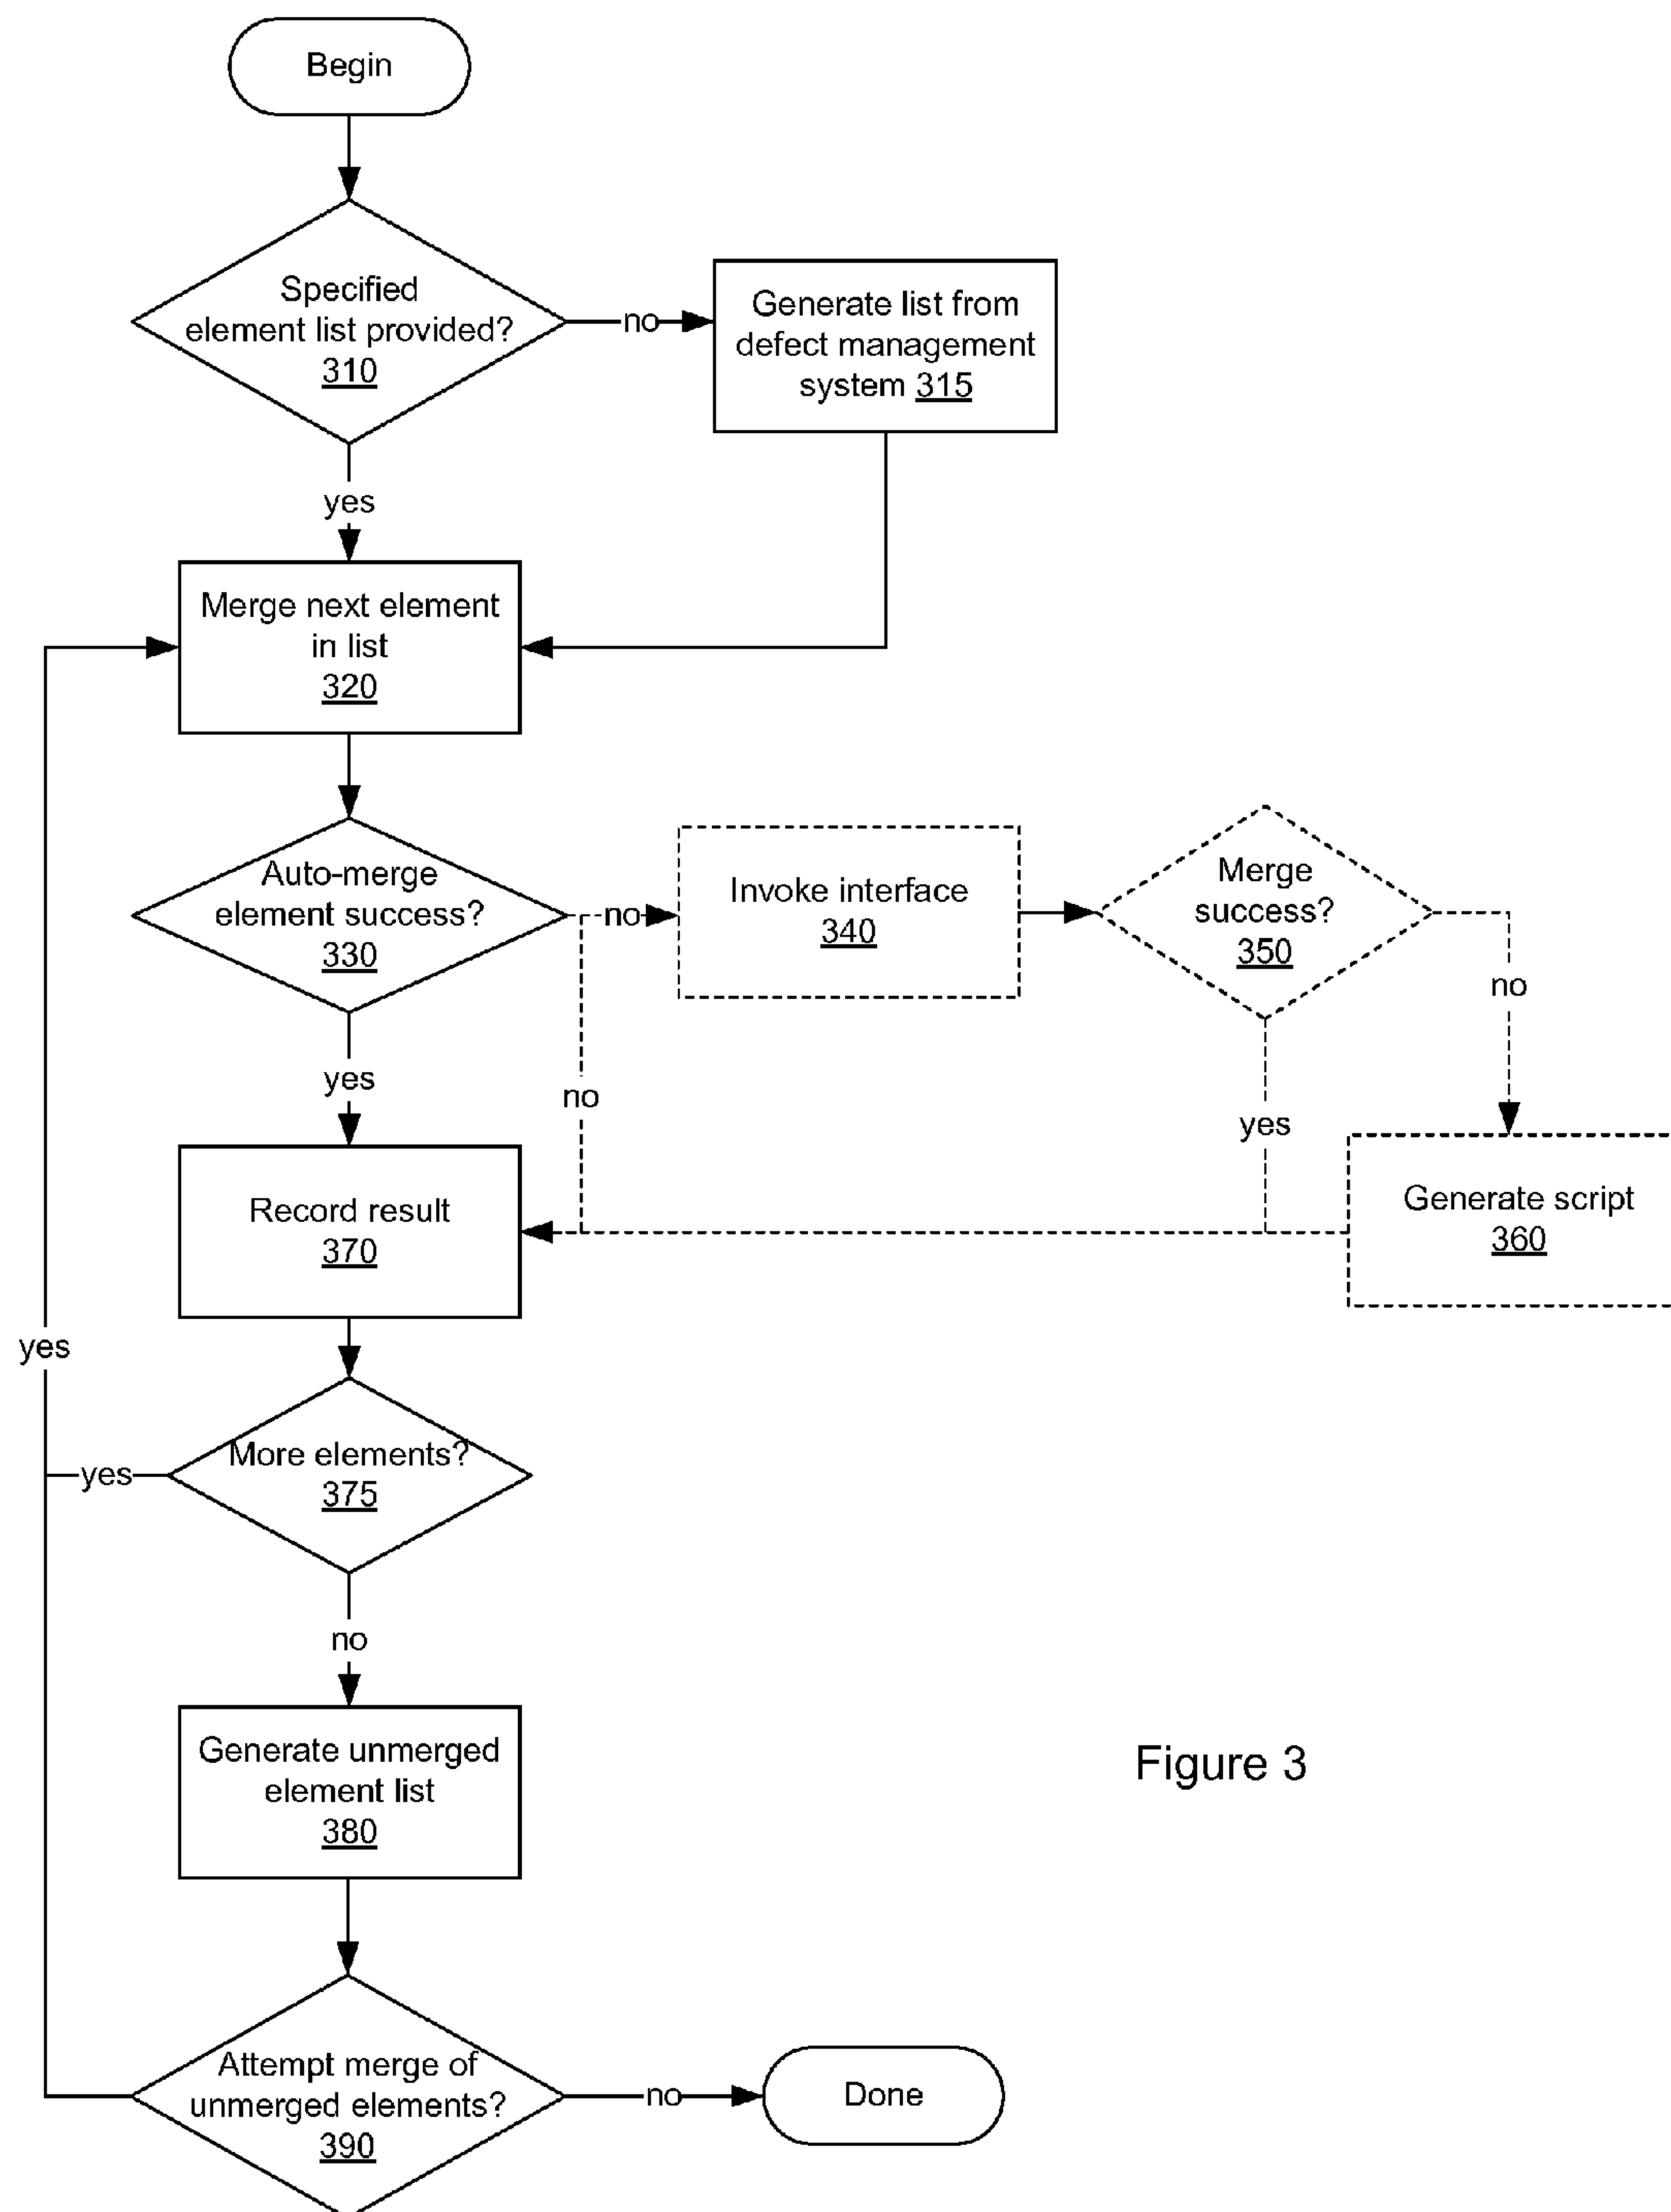 Begin
Specified
element list provided?
310
no
Generate list from
defect management
system 315
yes
Merge next element
in list
320
Auto-merge
element success?
330
no
Invoke interface
340
Merge
success?
350
no
yes
no
yes
Generate script
360
Record result
370
yes
More elements?
375
yes
no
Generate unmerged
element list
380
Figure 3
Attempt merge of
unmerged elements?
390
no
Done